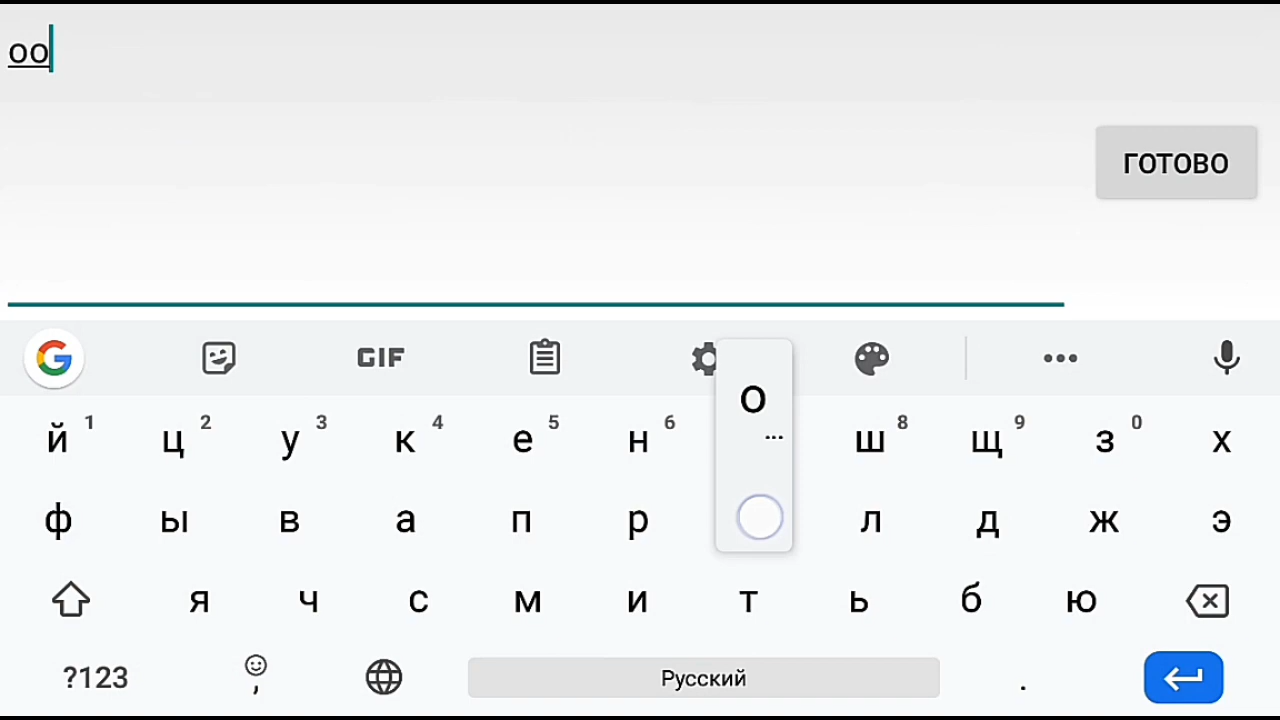 оо
ГОТОВО
G GIF
о
...
й 1 ц 2 у 3 к 4 е 5 н 6 ш 8 щ 9 з 0 х
ф ы в а п р л д ж э
я ч с м и т ь б ю
?123 , Русский .